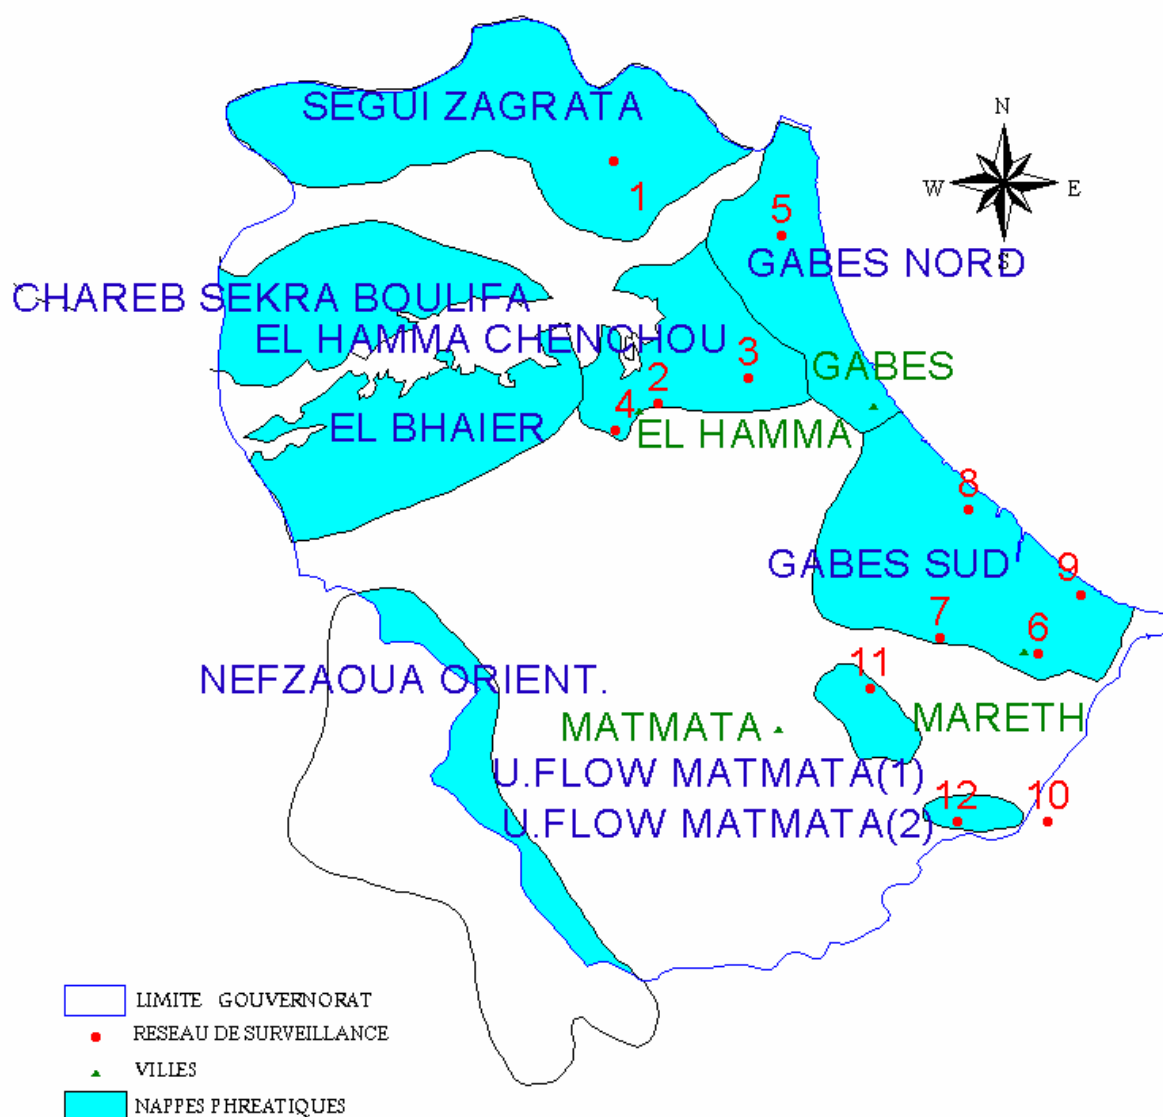 SEGUI ZAGRATA
1
N
W
E
S
5
GABES NORD
CHAREB SEKRA BOULIFA
EL HAMMA CHENCHOU
3
GABES
2
4
EL BHAIER
EL HAMMA
8
GABES SUD
9
7
6
11
NEFZAOUA ORIENT.
MATMATA
MARETH
U.FLOW MATMATA(1)
12
10
U.FLOW MATMATA(2)
LIMITE GOUVERNORAT
RESEAU DE SURVEILLANCE
VILLES
NAPPES PHREATIQUES